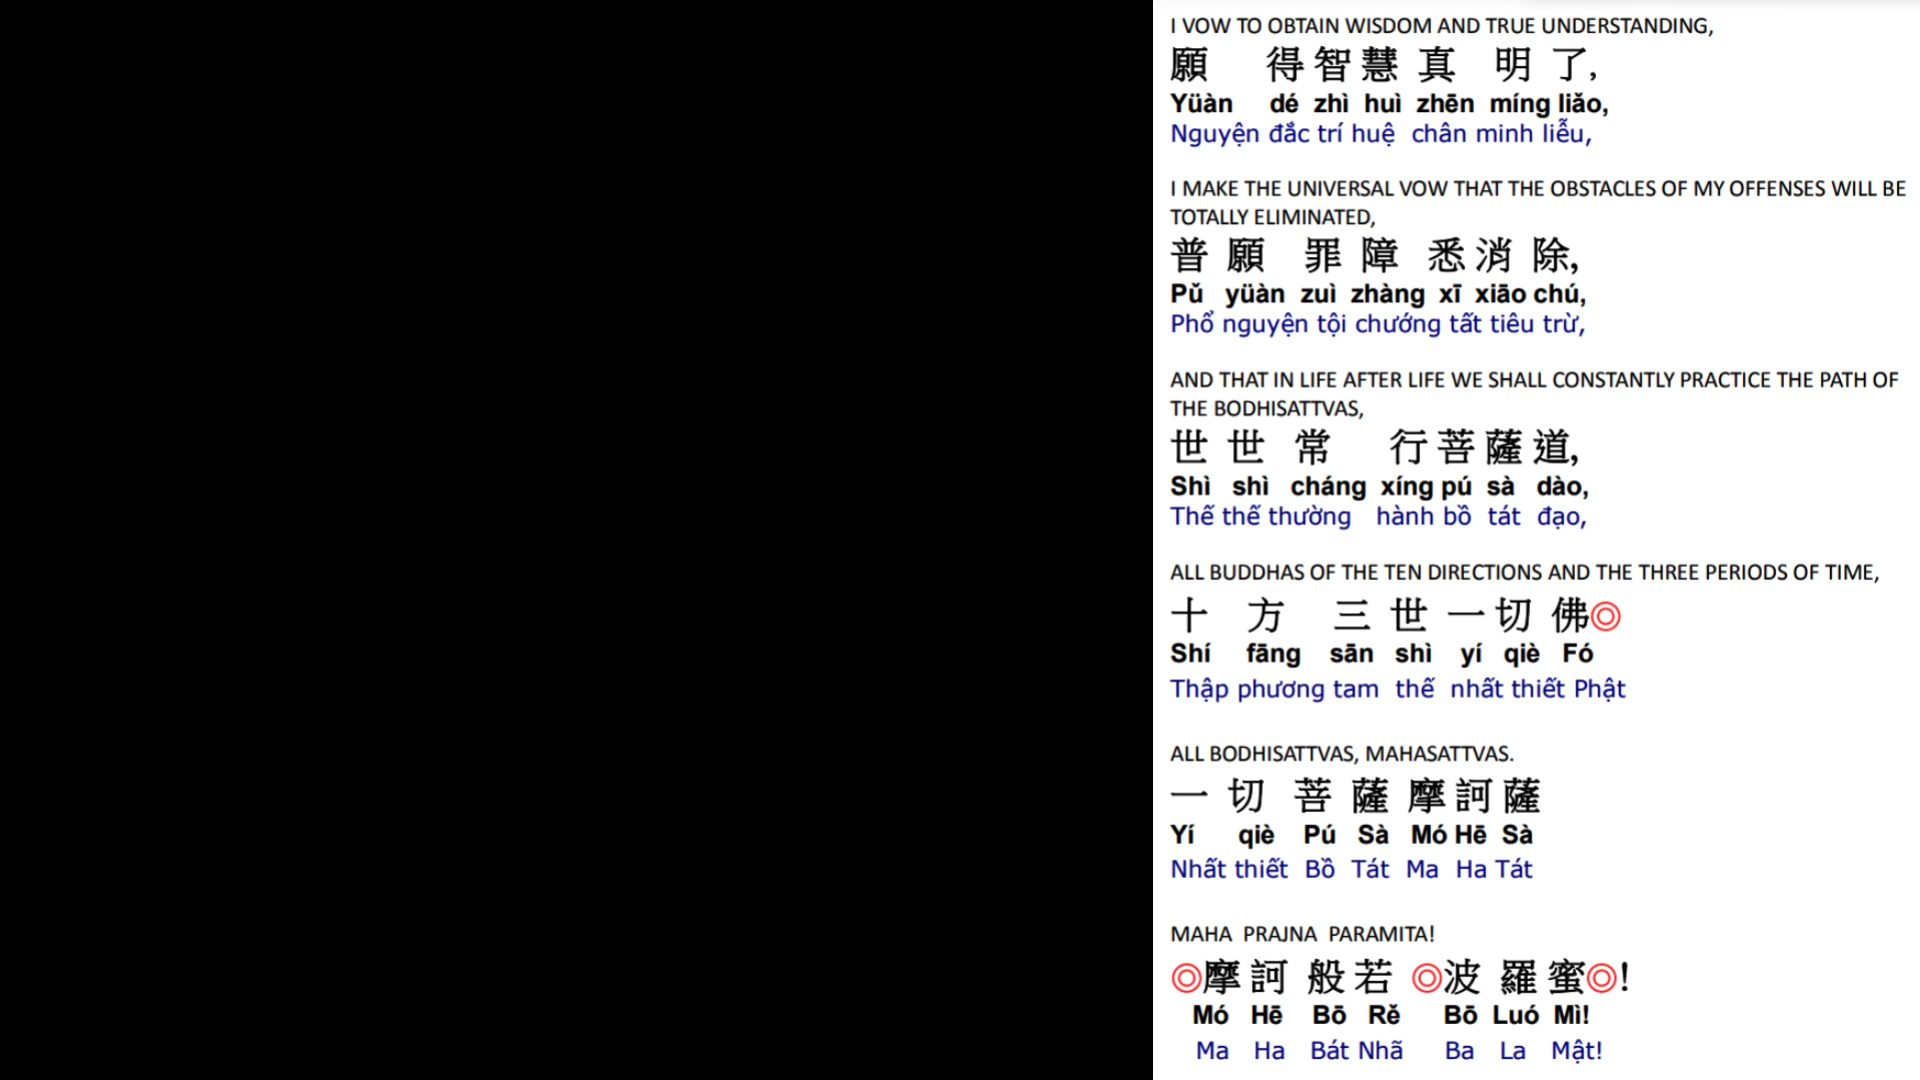 I VOW TO OBTAIN WISDOM AND TRUE UNDERSTANDING,
願 得 智 慧 真 明 了,
Yüàn dé zhì huì zhēn míng liǎo,
Nguyện đắc trí huệ chân minh liễu,
I MAKE THE UNIVERSAL VOW THAT THE OBSTACLES OF MY OFFENSES WILL BE
TOTALLY ELIMINATED,
普 願 罪 障 悉 消 除,
Pǔ yüàn zuì zhàng xī xiāo chú,
Phổ nguyện tội chướng tất tiêu trừ,
AND THAT IN LIFE AFTER LIFE WE SHALL CONSTANTLY PRACTICE THE PATH OF
THE BODHISATTVAS,
世 世 常 行 菩 薩 道,
Shì shì cháng xíng pú sà dào,
Thế thế thường hành bồ tát đạo,
ALL BUDDHAS OF THE TEN DIRECTIONS AND THE THREE PERIODS OF TIME,
十 方 三 世 一 切 佛◎
Shí fāng sān shì yí qiè Fó
Thập phương tam thế nhất thiết Phật
ALL BODHISATTVAS, MAHASATTVAS.
一 切 菩 薩 摩 訶 薩
Yí qiè Pú Sà Mó Hē Sà
Nhất thiết Bồ Tát Ma Ha Tát
MAHA PRAJNA PARAMITA!
◎摩 訶 般 若 ◎波 羅 蜜◎!
Mó Hē Bō Rě Bō Luó Mì!
Ma Ha Bát Nhã Ba La Mật!